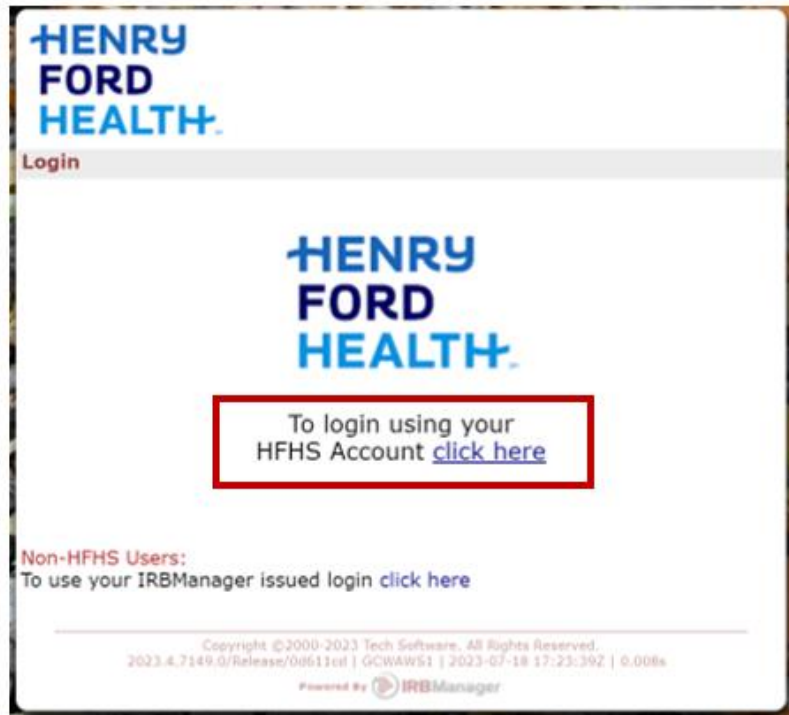 HENRY
FORD
HEALTH
Login
HENRY
FORD
HEALTH
To login using your
HFHS Account click here
Non-HFHS Users:
To use your IRBManager issued login click here
Copyright ©2000-2023 Tech Software. All Rights Reserved.
2023.4.7149.0/Release/0d611cd | GCWAWS1 | 2023-07-18 17:23:39Z | 0.008s
Powered By IRBManager